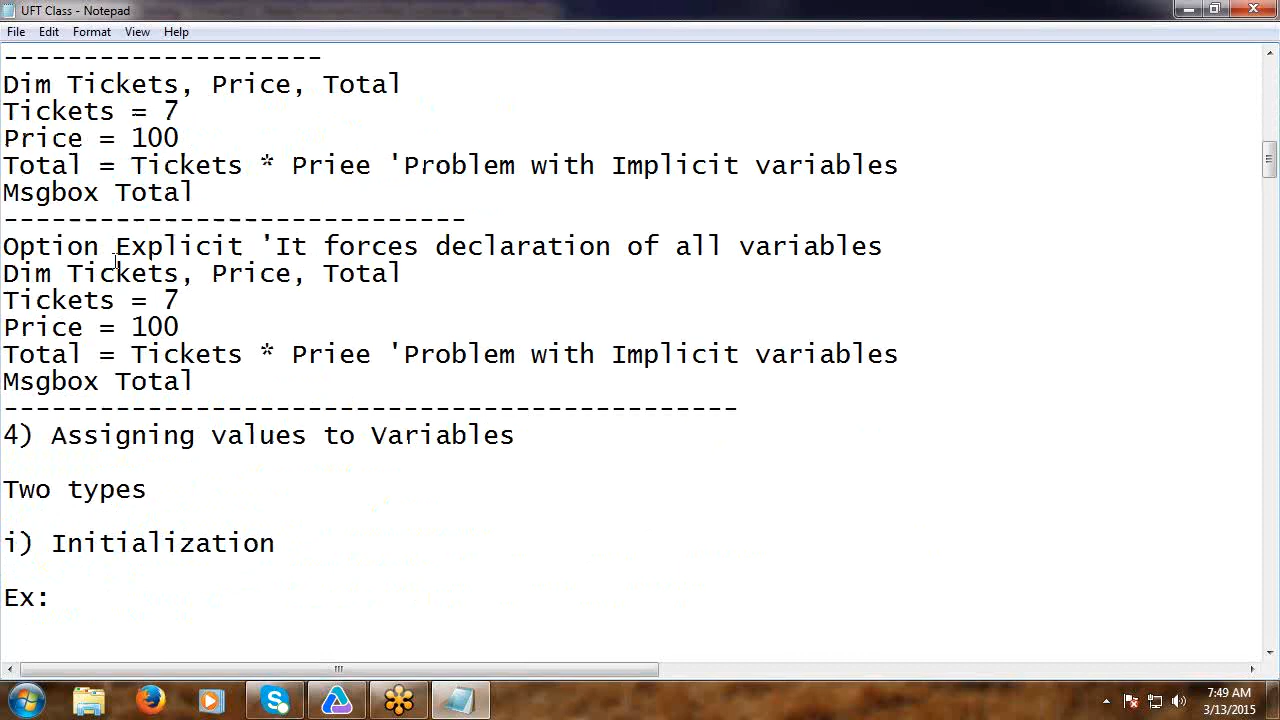 UFT Class - Notepad
File Edit Format View Help
--------------------
Dim Tickets, Price, Total
Tickets = 7
Price = 100
Total = Tickets * Priee 'Problem with Implicit variables
Msgbox Total
-----------------------------
Option Explicit 'It forces declaration of all variables
Dim Tickets, Price, Total
Tickets = 7
Price = 100
Total = Tickets * Priee 'Problem with Implicit variables
Msgbox Total
----------------------------------------------
4) Assigning values to Variables
Two types
i) Initialization
Ex:
7:49 AM
3/13/2015